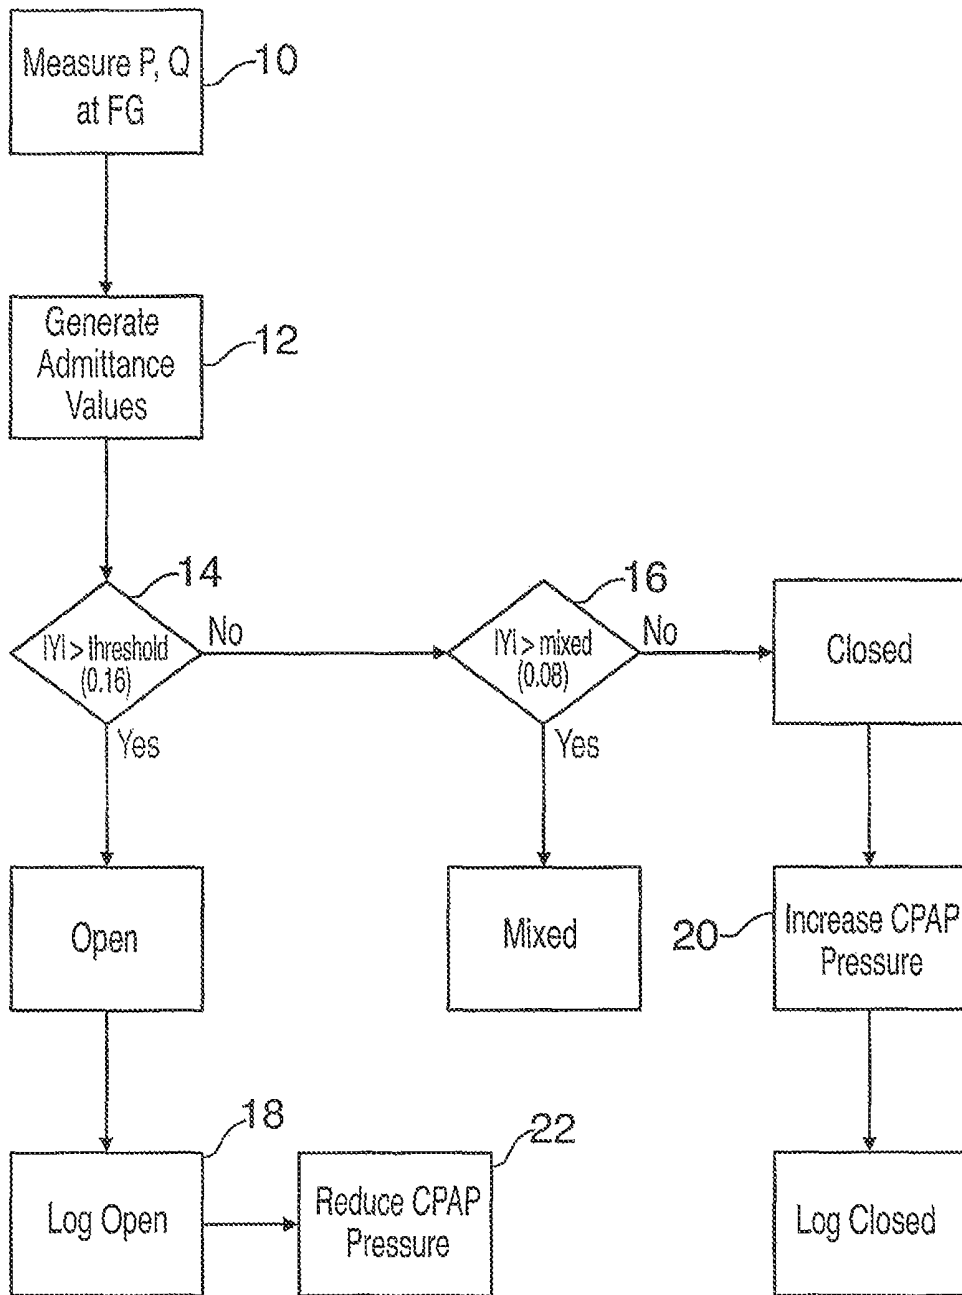 Measure P, Q
at FG
10
Generate
Admittance
Values
12
14
|Y| > threshold
(0.16)
No
Yes
16
|Y| > mixed
(0.08)
No
Yes
Closed
Open
Mixed
20
Increase CPAP
Pressure
18
Log Open
22
Reduce CPAP
Pressure
Log Closed